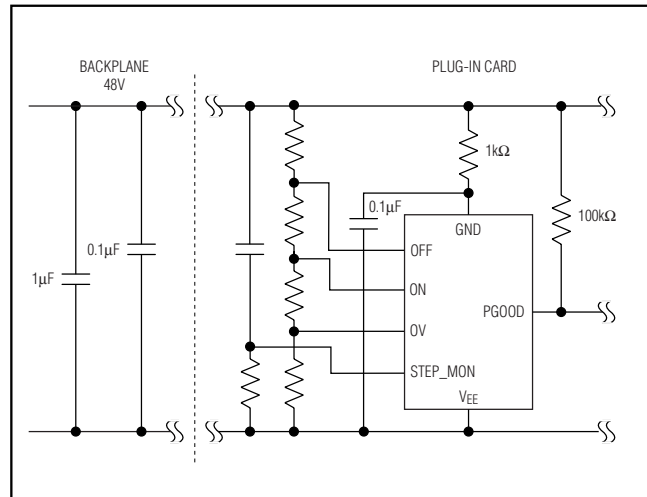 BACKPLANE
48V
PLUG-IN CARD
1kΩ
0.1μF
100kΩ
GND
0.1μF
OFF
1μF
ON
PGOOD
OV
STEP_MON
VEE